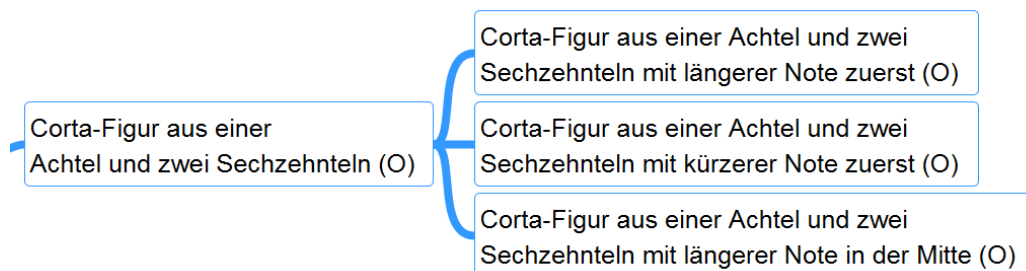 Corta-Figur aus einer
Achtel und zwei Sechzehnteln (O)
Corta-Figur aus einer Achtel und zwei
Sechzehnteln mit längerer Note zuerst (O)
Corta-Figur aus einer Achtel und zwei
Sechzehnteln mit kürzerer Note zuerst (O)
Corta-Figur aus einer Achtel und zwei
Sechzehnteln mit längerer Note in der Mitte (O)